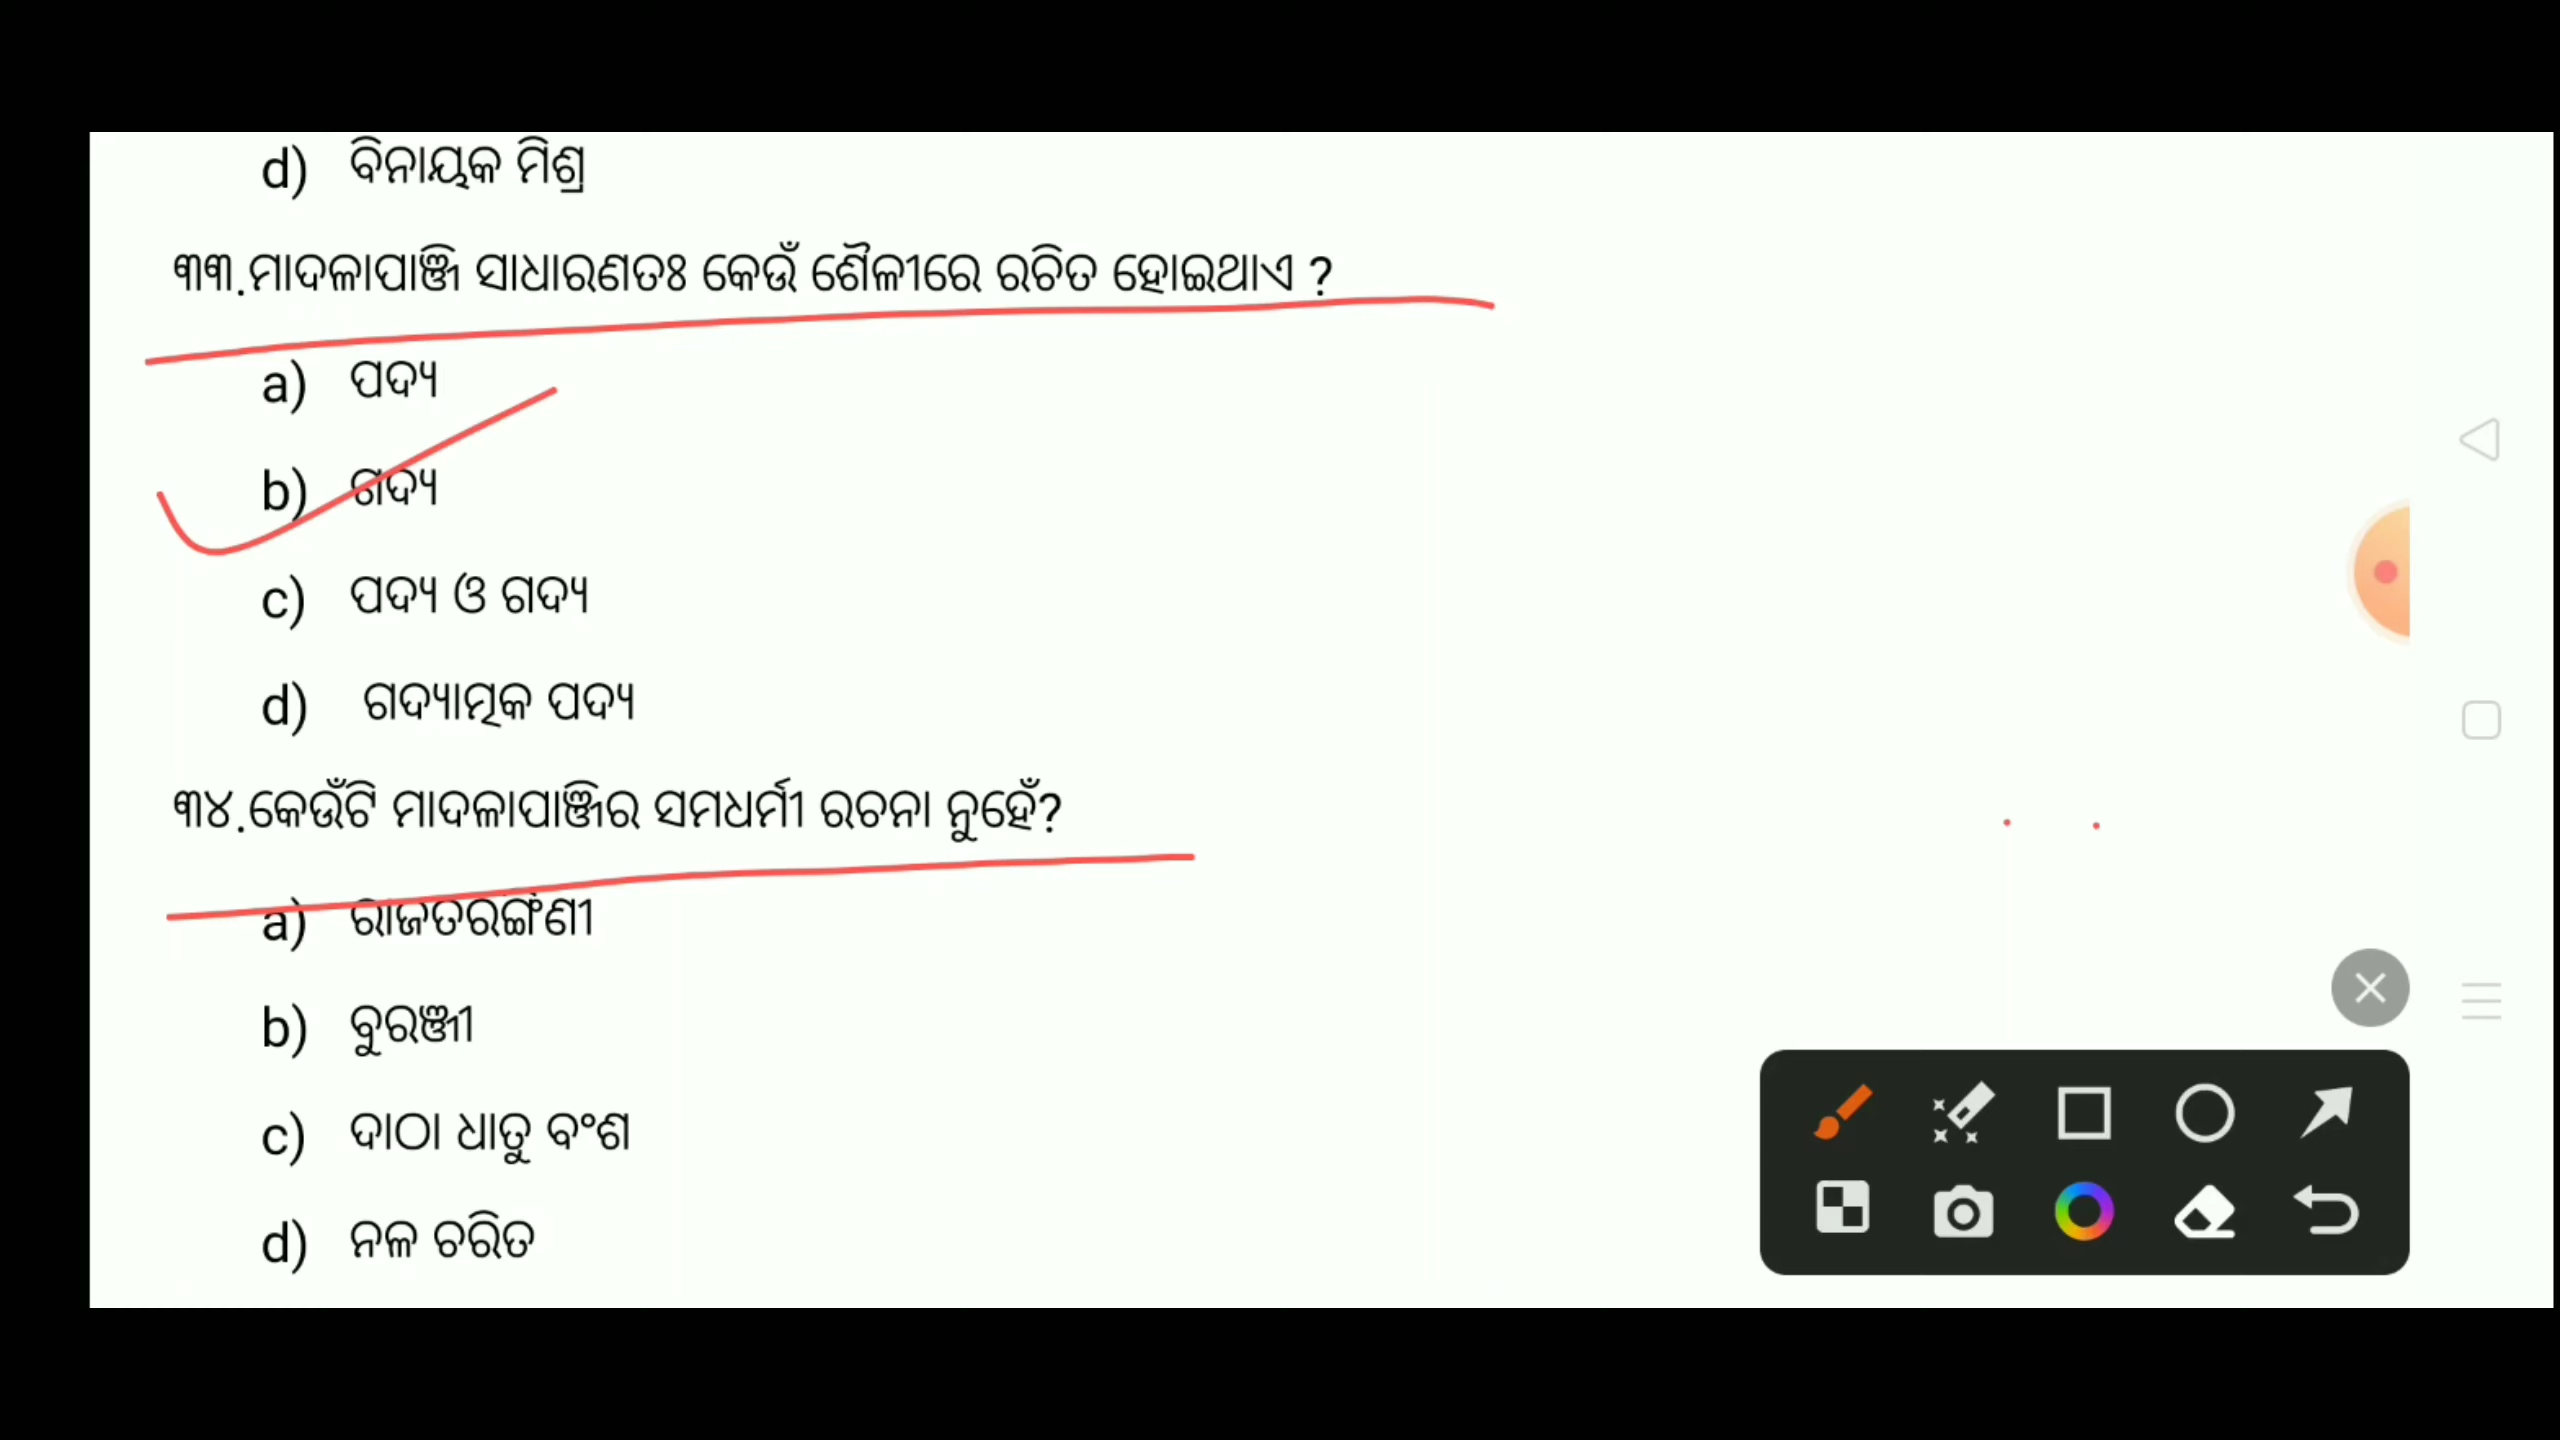 d) ବିନାୟକ ମିଶ୍ର
୩୩.ମାଦଳାପାଞ୍ଜି ସାଧାରଣତଃ କେଉଁ ଶୈଳୀରେ ରଚିତ ହୋଇଥାଏ ?
a) ପଦ୍ୟ
b) ଗଦ୍ୟ
c) ପଦ୍ୟ ଓ ଗଦ୍ୟ
d) ଗଦ୍ୟାତ୍ମକ ପଦ୍ୟ
୩୪.କେଉଁଟି ମାଦଳାପାଞ୍ଜିର ସମଧର୍ମୀ ରଚନା ନୁହେଁ?
a) ରାଜତରଙ୍ଗିଣୀ
b) ବୁରଞ୍ଜୀ
c) ଦାଠା ଧାତୁ ବଂଶ
d) ନଳ ଚରିତ